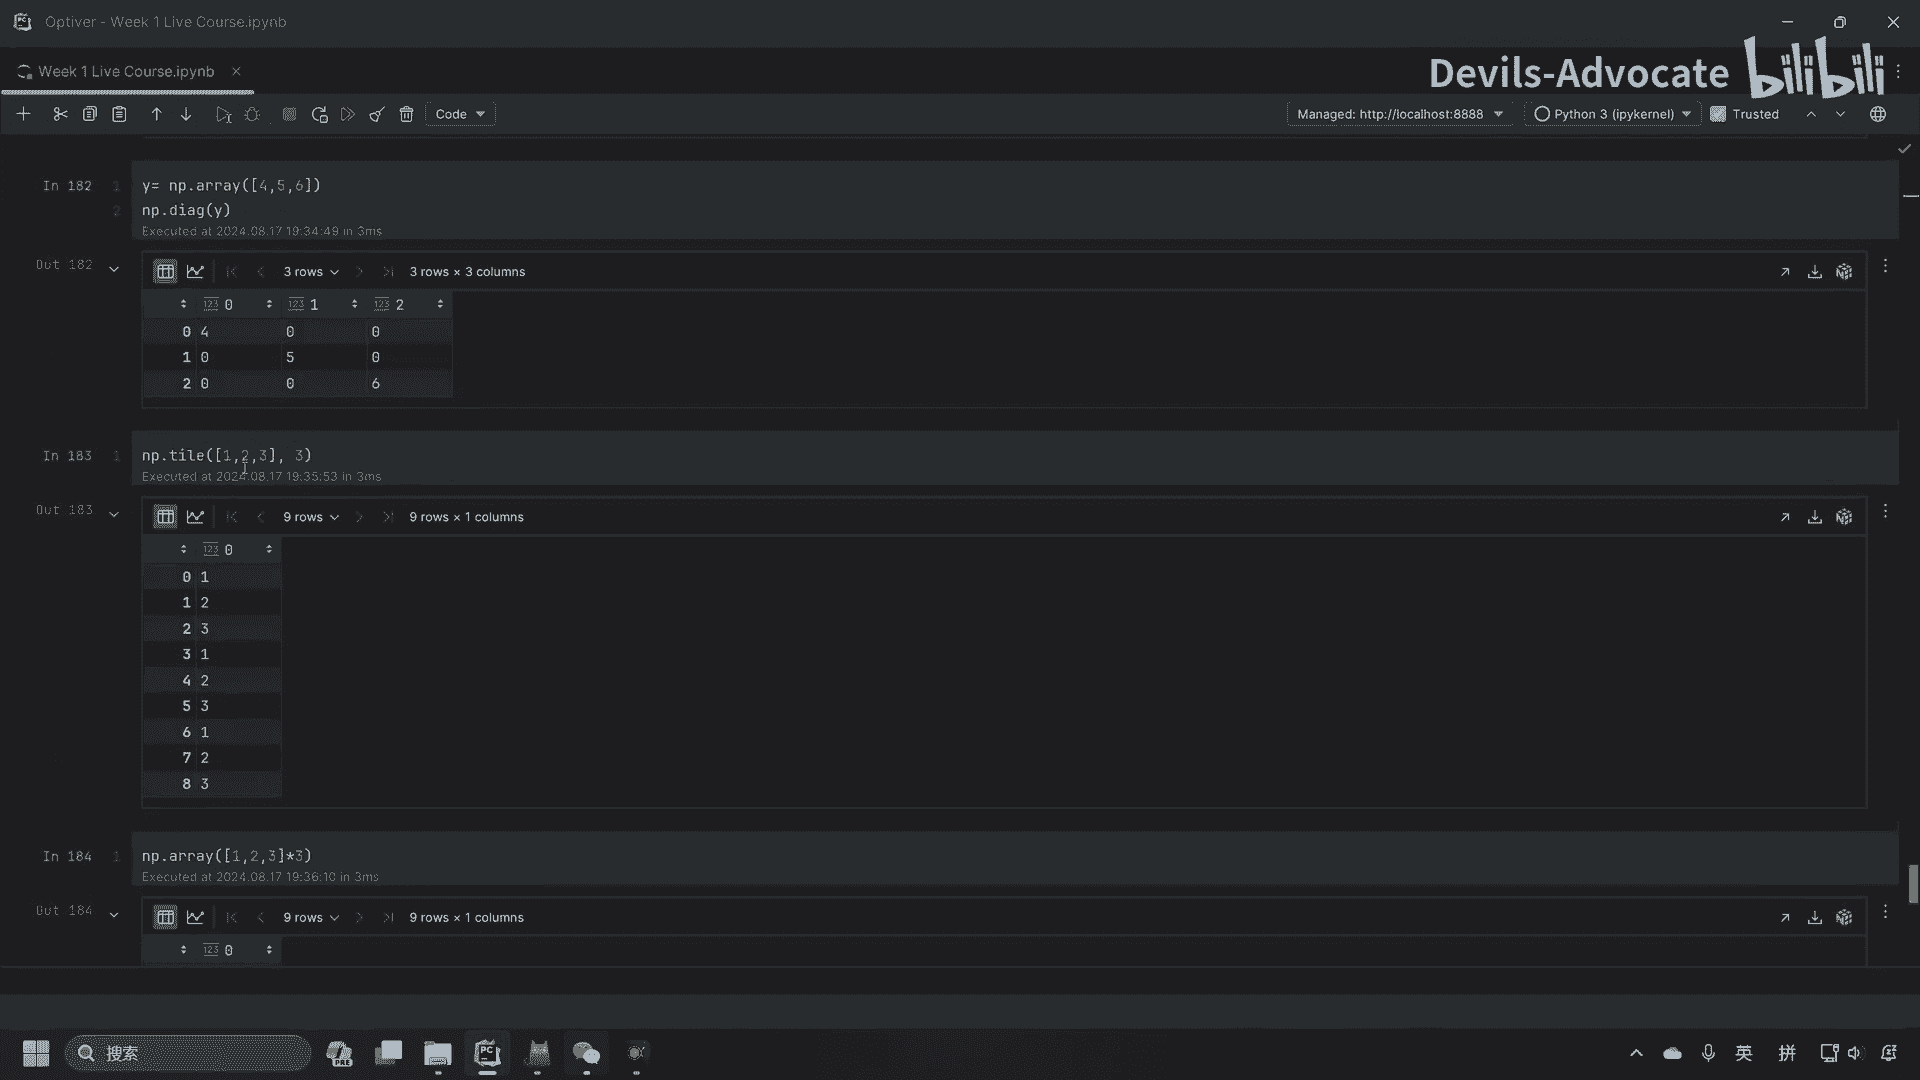 Optiver - Week 1 Live Course.ipynb
Week 1 Live Course.ipynb
Devils-Advocate bilibili
Code
Managed: http://localhost:8888
Python 3 (ipykernel)
Trusted
In 182
1 y= np.array([4,5,6])
2 np.diag(y)
Executed at 2024.08.17 19:34:49 in 3ms
Out 182
3 rows 3 rows × 3 columns
123 0 123 1 123 2
0 4 0 0
1 0 5 0
2 0 0 6
In 183
1 np.tile([1,2,3], 3)
Executed at 2024.08.17 19:35:53 in 3ms
Out 183
9 rows 9 rows × 1 columns
123 0
0 1
1 2
2 3
3 1
4 2
5 3
6 1
7 2
8 3
In 184
1 np.array([1,2,3]*3)
Executed at 2024.08.17 19:36:10 in 3ms
Out 184
9 rows 9 rows × 1 columns
123 0
搜索
PRE
PC
英
拼